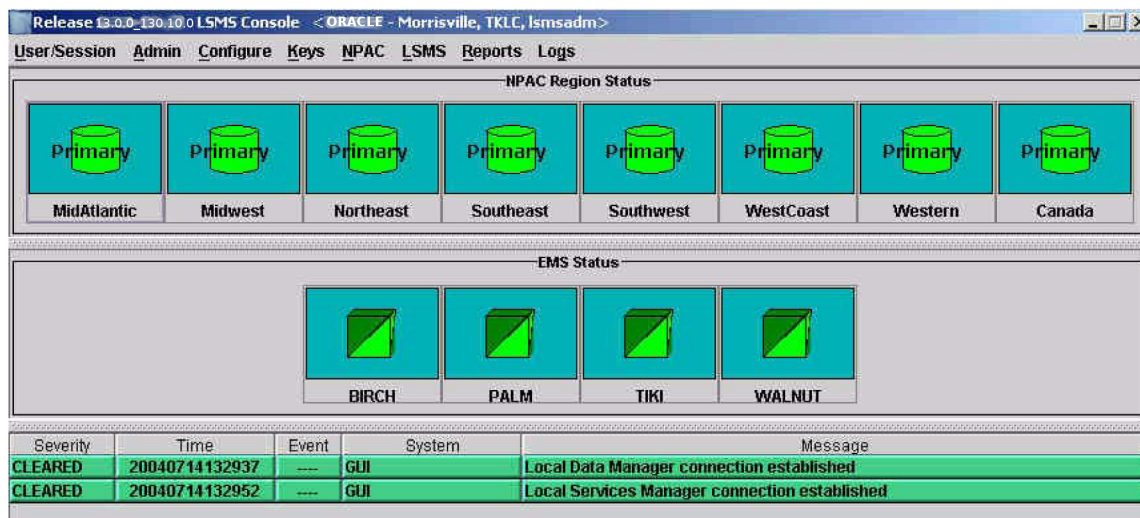 Release 13.0.0_130.10.0 LSMS Console <ORACLE - Morrisville, TKLC, lsmsadm>
User/Session Admin Configure Keys NPAC LSMS Reports Logs
NPAC Region Status
Primary Primary Primary Primary Primary Primary Primary Primary
MidAtlantic Midwest Northeast Southeast Southwest WestCoast Western Canada
EMS Status
BIRCH PALM TIKI WALNUT
Severity Time Event System Message
CLEARED 20040714132937 ---- GUI Local Data Manager connection established
CLEARED 20040714132952 ---- GUI Local Services Manager connection established